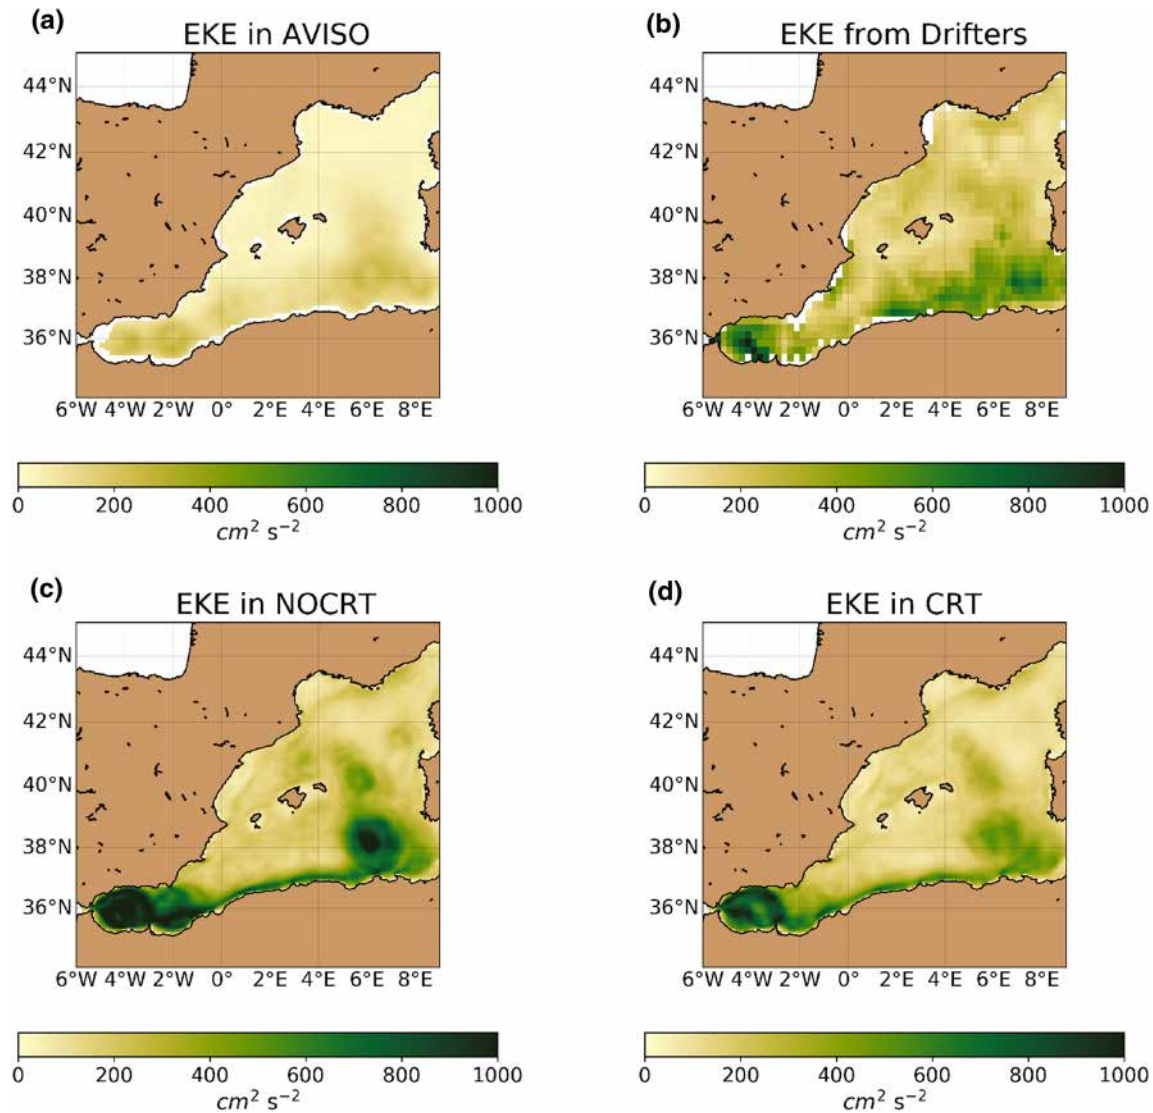 (a)
EKE in AVISO
44°N
42°N
40°N
38°N
36°N
6°W 4°W 2°W 0° 2°E 4°E 6°E 8°E
0 200 400 600 800 1000
cm² s⁻²
(b)
EKE from Drifters
44°N
42°N
40°N
38°N
36°N
6°W 4°W 2°W 0° 2°E 4°E 6°E 8°E
0 200 400 600 800 1000
cm² s⁻²
(c)
EKE in NOCRT
44°N
42°N
40°N
38°N
36°N
6°W 4°W 2°W 0° 2°E 4°E 6°E 8°E
0 200 400 600 800 1000
cm² s⁻²
(d)
EKE in CRT
44°N
42°N
40°N
38°N
36°N
6°W 4°W 2°W 0° 2°E 4°E 6°E 8°E
0 200 400 600 800 1000
cm² s⁻²